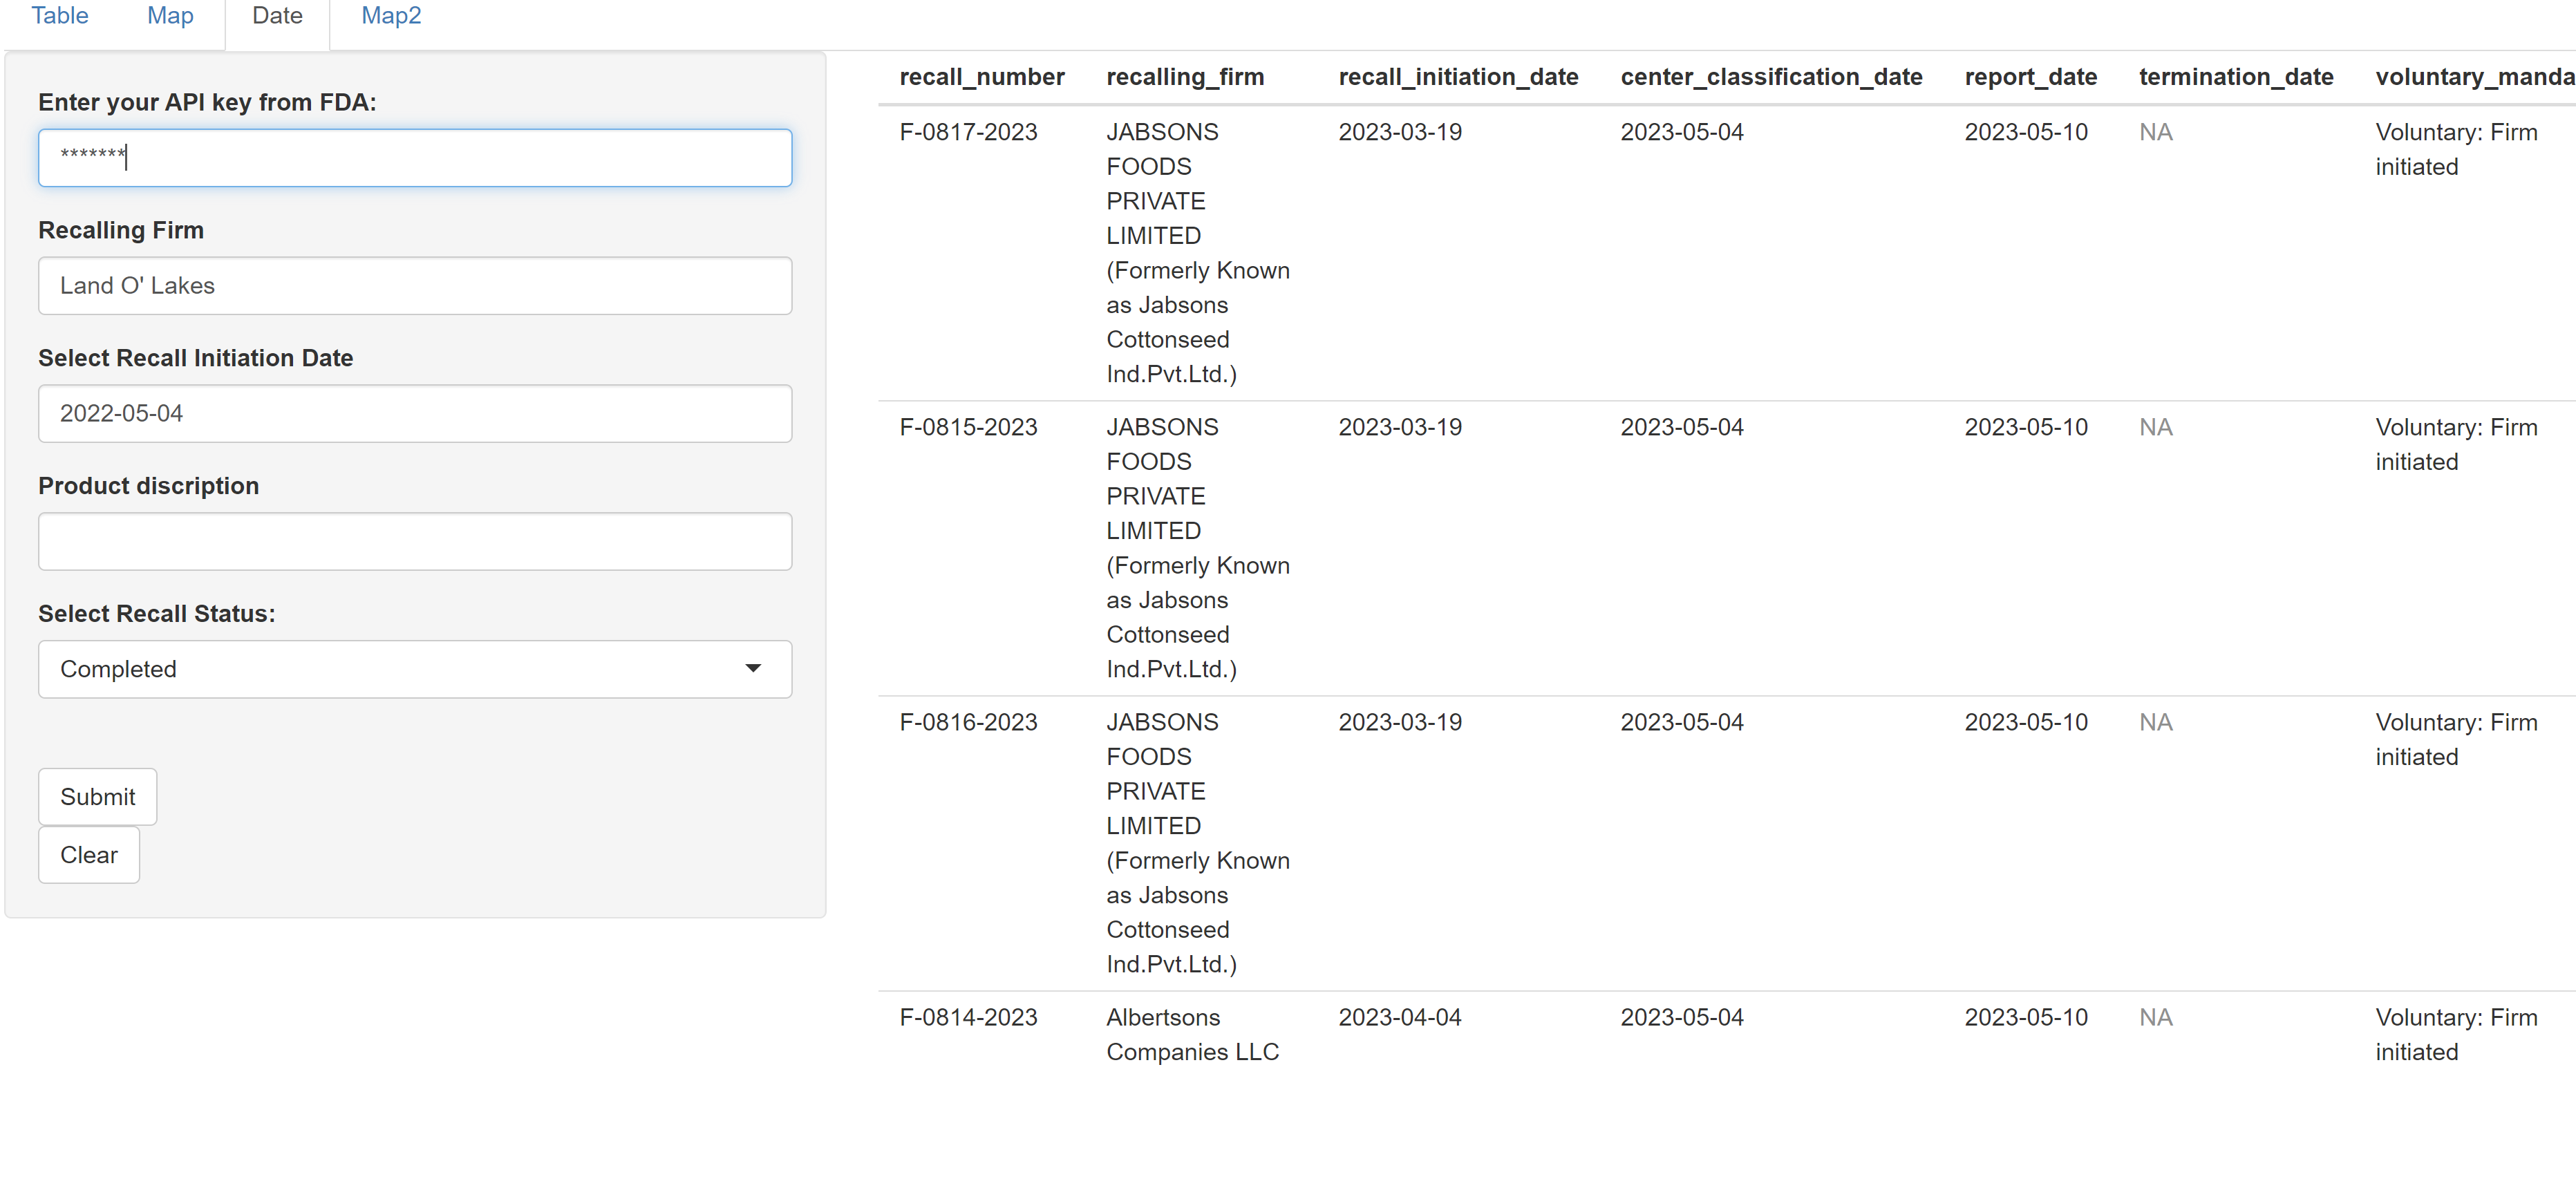 Table Map Date Map2
Enter your API key from FDA:
*******
Recalling Firm
Land O' Lakes
Select Recall Initiation Date
2022-05-04
Product discription
Select Recall Status:
Completed
Submit
Clear
recall_number recalling_firm recall_initiation_date center_classification_date report_date termination_date voluntary_manda
F-0817-2023 JABSONS 2023-03-19 2023-05-04 2023-05-10 NA Voluntary: Firm
FOODS initiated
PRIVATE
LIMITED
(Formerly Known
as Jabsons
Cottonseed
Ind.Pvt.Ltd.)
F-0815-2023 JABSONS 2023-03-19 2023-05-04 2023-05-10 NA Voluntary: Firm
FOODS initiated
PRIVATE
LIMITED
(Formerly Known
as Jabsons
Cottonseed
Ind.Pvt.Ltd.)
F-0816-2023 JABSONS 2023-03-19 2023-05-04 2023-05-10 NA Voluntary: Firm
FOODS initiated
PRIVATE
LIMITED
(Formerly Known
as Jabsons
Cottonseed
Ind.Pvt.Ltd.)
F-0814-2023 Albertsons 2023-04-04 2023-05-04 2023-05-10 NA Voluntary: Firm
Companies LLC initiated